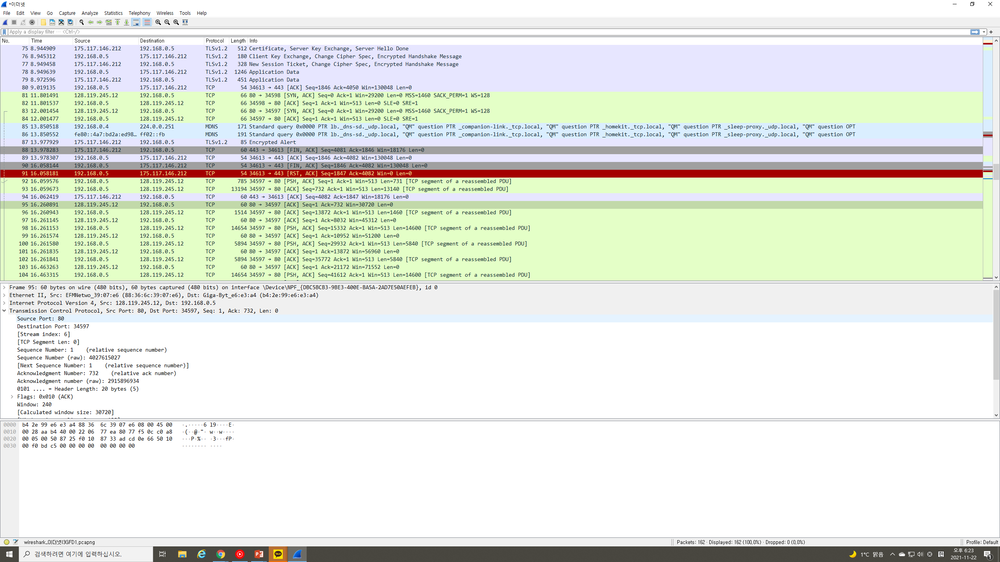 *이더넷
File Edit View Go Capture Analyze Statistics Telephony Wireless Tools Help
Apply a display filter ··· <Ctrl-/>
No. Time Source Destination Protocol Length Info
75 8.944909 175.117.146.212 192.168.0.5 TLSv1.2 512 Certificate, Server Key Exchange, Server Hello Done
76 8.945312 192.168.0.5 175.117.146.212 TLSv1.2 180 Client Key Exchange, Change Cipher Spec, Encrypted Handshake Message
77 8.949458 175.117.146.212 192.168.0.5 TLSv1.2 328 New Session Ticket, Change Cipher Spec, Encrypted Handshake Message
78 8.949639 192.168.0.5 175.117.146.212 TLSv1.2 1246 Application Data
79 8.972596 175.117.146.212 192.168.0.5 TLSv1.2 451 Application Data
80 9.019135 192.168.0.5 175.117.146.212 TCP 54 34613 → 443 [ACK] Seq=1846 Ack=4050 Win=130048 Len=0
81 11.801491 128.119.245.12 192.168.0.5 TCP 66 80 → 34598 [SYN, ACK] Seq=0 Ack=1 Win=29200 Len=0 MSS=1460 SACK_PERM=1 WS=128
82 11.801537 192.168.0.5 128.119.245.12 TCP 66 34598 → 80 [ACK] Seq=1 Ack=1 Win=513 Len=0 SLE=0 SRE=1
83 12.001454 128.119.245.12 192.168.0.5 TCP 66 80 → 34597 [SYN, ACK] Seq=0 Ack=1 Win=29200 Len=0 MSS=1460 SACK_PERM=1 WS=128
84 12.001477 192.168.0.5 128.119.245.12 TCP 66 34597 → 80 [ACK] Seq=1 Ack=1 Win=513 Len=0 SLE=0 SRE=1
85 13.850518 192.168.0.4 224.0.0.251 MDNS 171 Standard query 0x0000 PTR lb._dns-sd._udp.local, "QM" question PTR _companion-link._tcp.local, "QM" question PTR _homekit._tcp.local, "QM" question PTR _sleep-proxy._udp.local, "QM" question OPT
86 13.850552 fe80::4a7:bd2a:ed98… ff02::fb MDNS 191 Standard query 0x0000 PTR lb._dns-sd._udp.local, "QM" question PTR _companion-link._tcp.local, "QM" question PTR _homekit._tcp.local, "QM" question PTR _sleep-proxy._udp.local, "QM" question OPT
87 13.977929 175.117.146.212 192.168.0.5 TLSv1.2 85 Encrypted Alert
88 13.978283 175.117.146.212 192.168.0.5 TCP 60 443 → 34613 [FIN, ACK] Seq=4081 Ack=1846 Win=18176 Len=0
89 13.978307 192.168.0.5 175.117.146.212 TCP 54 34613 → 443 [ACK] Seq=1846 Ack=4082 Win=130048 Len=0
90 16.058144 192.168.0.5 175.117.146.212 TCP 54 34613 → 443 [FIN, ACK] Seq=1846 Ack=4082 Win=130048 Len=0
91 16.058181 192.168.0.5 175.117.146.212 TCP 54 34613 → 443 [RST, ACK] Seq=1847 Ack=4082 Win=0 Len=0
92 16.059576 192.168.0.5 128.119.245.12 TCP 785 34597 → 80 [PSH, ACK] Seq=1 Ack=1 Win=513 Len=731 [TCP segment of a reassembled PDU]
93 16.059673 192.168.0.5 128.119.245.12 TCP 13194 34597 → 80 [ACK] Seq=732 Ack=1 Win=513 Len=13140 [TCP segment of a reassembled PDU]
94 16.062419 175.117.146.212 192.168.0.5 TCP 60 443 → 34613 [ACK] Seq=4082 Ack=1847 Win=18176 Len=0
95 16.260891 128.119.245.12 192.168.0.5 TCP 60 80 → 34597 [ACK] Seq=1 Ack=732 Win=30720 Len=0
96 16.260943 192.168.0.5 128.119.245.12 TCP 1514 34597 → 80 [ACK] Seq=13872 Ack=1 Win=513 Len=1460 [TCP segment of a reassembled PDU]
97 16.261145 128.119.245.12 192.168.0.5 TCP 60 80 → 34597 [ACK] Seq=1 Ack=8032 Win=45312 Len=0
98 16.261153 192.168.0.5 128.119.245.12 TCP 14654 34597 → 80 [PSH, ACK] Seq=15332 Ack=1 Win=513 Len=14600 [TCP segment of a reassembled PDU]
99 16.261574 128.119.245.12 192.168.0.5 TCP 60 80 → 34597 [ACK] Seq=1 Ack=10952 Win=51200 Len=0
100 16.261580 192.168.0.5 128.119.245.12 TCP 5894 34597 → 80 [PSH, ACK] Seq=29932 Ack=1 Win=513 Len=5840 [TCP segment of a reassembled PDU]
101 16.261835 128.119.245.12 192.168.0.5 TCP 60 80 → 34597 [ACK] Seq=1 Ack=13872 Win=56960 Len=0
102 16.261841 192.168.0.5 128.119.245.12 TCP 5894 34597 → 80 [ACK] Seq=35772 Ack=1 Win=513 Len=5840 [TCP segment of a reassembled PDU]
103 16.463263 128.119.245.12 192.168.0.5 TCP 60 80 → 34597 [ACK] Seq=1 Ack=21172 Win=71552 Len=0
104 16.463315 192.168.0.5 128.119.245.12 TCP 14654 34597 → 80 [PSH, ACK] Seq=41612 Ack=1 Win=513 Len=14600 [TCP segment of a reassembled PDU]
Frame 95: 60 bytes on wire (480 bits), 60 bytes captured (480 bits) on interface \Device\NPF_{DBC5BCB3-9BE3-400E-BA5A-2AD7E50AEFEB}, id 0
Ethernet II, Src: EFMNetwo_39:07:e6 (88:36:6c:39:07:e6), Dst: Giga-Byt_e6:e3:a4 (b4:2e:99:e6:e3:a4)
Internet Protocol Version 4, Src: 128.119.245.12, Dst: 192.168.0.5
Transmission Control Protocol, Src Port: 80, Dst Port: 34597, Seq: 1, Ack: 732, Len: 0
Source Port: 80
Destination Port: 34597
[Stream index: 6]
[TCP Segment Len: 0]
Sequence Number: 1 (relative sequence number)
Sequence Number (raw): 4027615027
[Next Sequence Number: 1 (relative sequence number)]
Acknowledgment Number: 732 (relative ack number)
Acknowledgment number (raw): 2915896934
0101 .... = Header Length: 20 bytes (5)
Flags: 0x010 (ACK)
Window: 240
[Calculated window size: 30720]
0000 b4 2e 99 e6 e3 a4 88 36 6c 39 07 e6 08 00 45 00 ·.·····6 l9····E·
0010 00 28 aa b4 40 00 22 06 77 ea 80 77 f5 0c c0 a8 ·(··@·"· w··w····
0020 00 05 00 50 87 25 f0 10 87 33 ad cd 0e 66 50 10 ···P·%·· ·3···fP·
0030 00 f0 bd c5 00 00 00 00 00 00 00 00 ········ ····
wireshark_이더넷I3GFD1.pcapng Packets: 162 · Displayed: 162 (100.0%) · Dropped: 0 (0.0%) Profile: Default
검색하려면 여기에 입력하십시오. 1°C 맑음 한 오후 6:23
2021-11-22 1